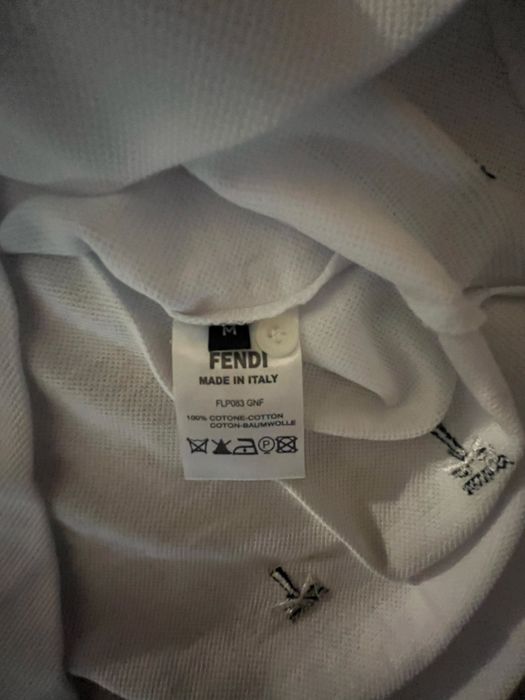 M
FENDI
MADE IN ITALY
FLP083 GNF
100% COTONE-COTTON
COTON-BAUMWOLLE
P